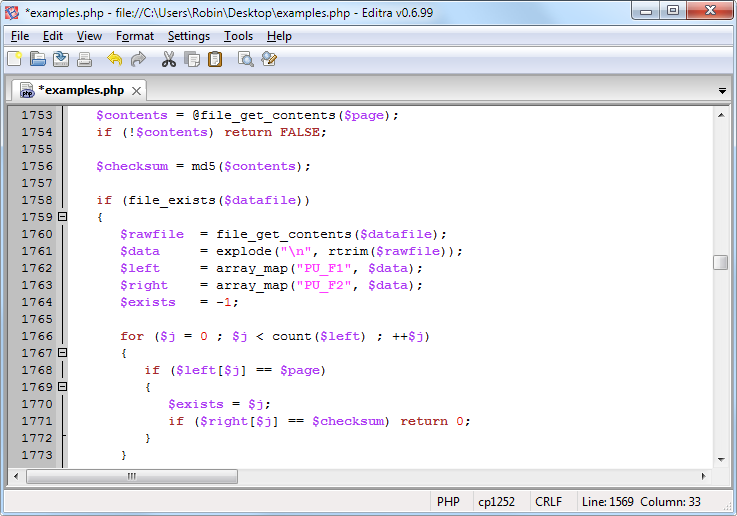 *examples.php - file://C:\Users\Robin\Desktop\examples.php - Editra v0.6.99
File Edit View Format Settings Tools Help
*examples.php
1753 $contents = @file_get_contents($page);
1754 if (!$contents) return FALSE;
1755
1756 $checksum = md5($contents);
1757
1758 if (file_exists($datafile))
1759 {
1760 $rawfile  = file_get_contents($datafile);
1761 $data     = explode("\n", rtrim($rawfile));
1762 $left     = array_map("PU_F1", $data);
1763 $right    = array_map("PU_F2", $data);
1764 $exists   = -1;
1765
1766 for ($j = 0 ; $j < count($left) ; ++$j)
1767 {
1768 if ($left[$j] == $page)
1769 {
1770 $exists = $j;
1771 if ($right[$j] == $checksum) return 0;
1772 }
1773 }
PHP cp1252 CRLF Line: 1569 Column: 33